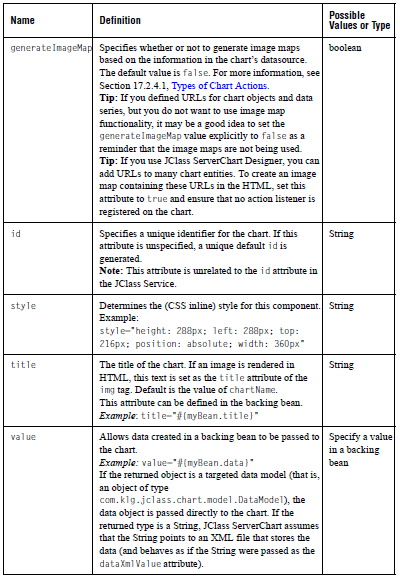 Name
Definition
Possible
Values or Type
generateImageMap
Specifies whether or not to generate image maps
based on the information in the chart's datasource.
The default value is false. For more information, see
Section 17.2.4.1, Types of Chart Actions.
Tip: If you defined URLs for chart objects and data
series, but you do not want to use image map
functionality, it may be a good idea to set the
generateImageMap value explicitly to false as a
reminder that the image maps are not being used.
Tip: If you use JClass ServerChart Designer, you can
add URLs to many chart entities. To create an image
map containing these URLs in the HTML, set this
attribute to true and ensure that no action listener is
registered on the chart.
boolean
id
Specifies a unique identifier for the chart. If this
attribute is unspecified, a unique default id is
generated.
Note: This attribute is unrelated to the id attribute in
the JClass Service.
String
style
Determines the (CSS inline) style for this component.
Example:
style="height: 288px; left: 288px; top:
216px; position: absolute; width: 360px"
String
title
The title of the chart. If an image is rendered in
HTML, this text is set as the title attribute of the
img tag. Default is the value of chartName.
This attribute can be defined in the backing bean.
Example: title="#{myBean.title}"
String
value
Allows data created in a backing bean to be passed to
the chart.
Example: value="#{myBean.data}"
If the returned object is a targeted data model (that is,
an object of type
com.klg.jclass.chart.model.DataModel), the
data object is passed directly to the chart. If the
returned type is a String, JClass ServerChart assumes
that the String points to an XML file that stores the
data (and behaves as if the String were passed as the
dataXmlValue attribute).
Specify a value
in a backing
bean